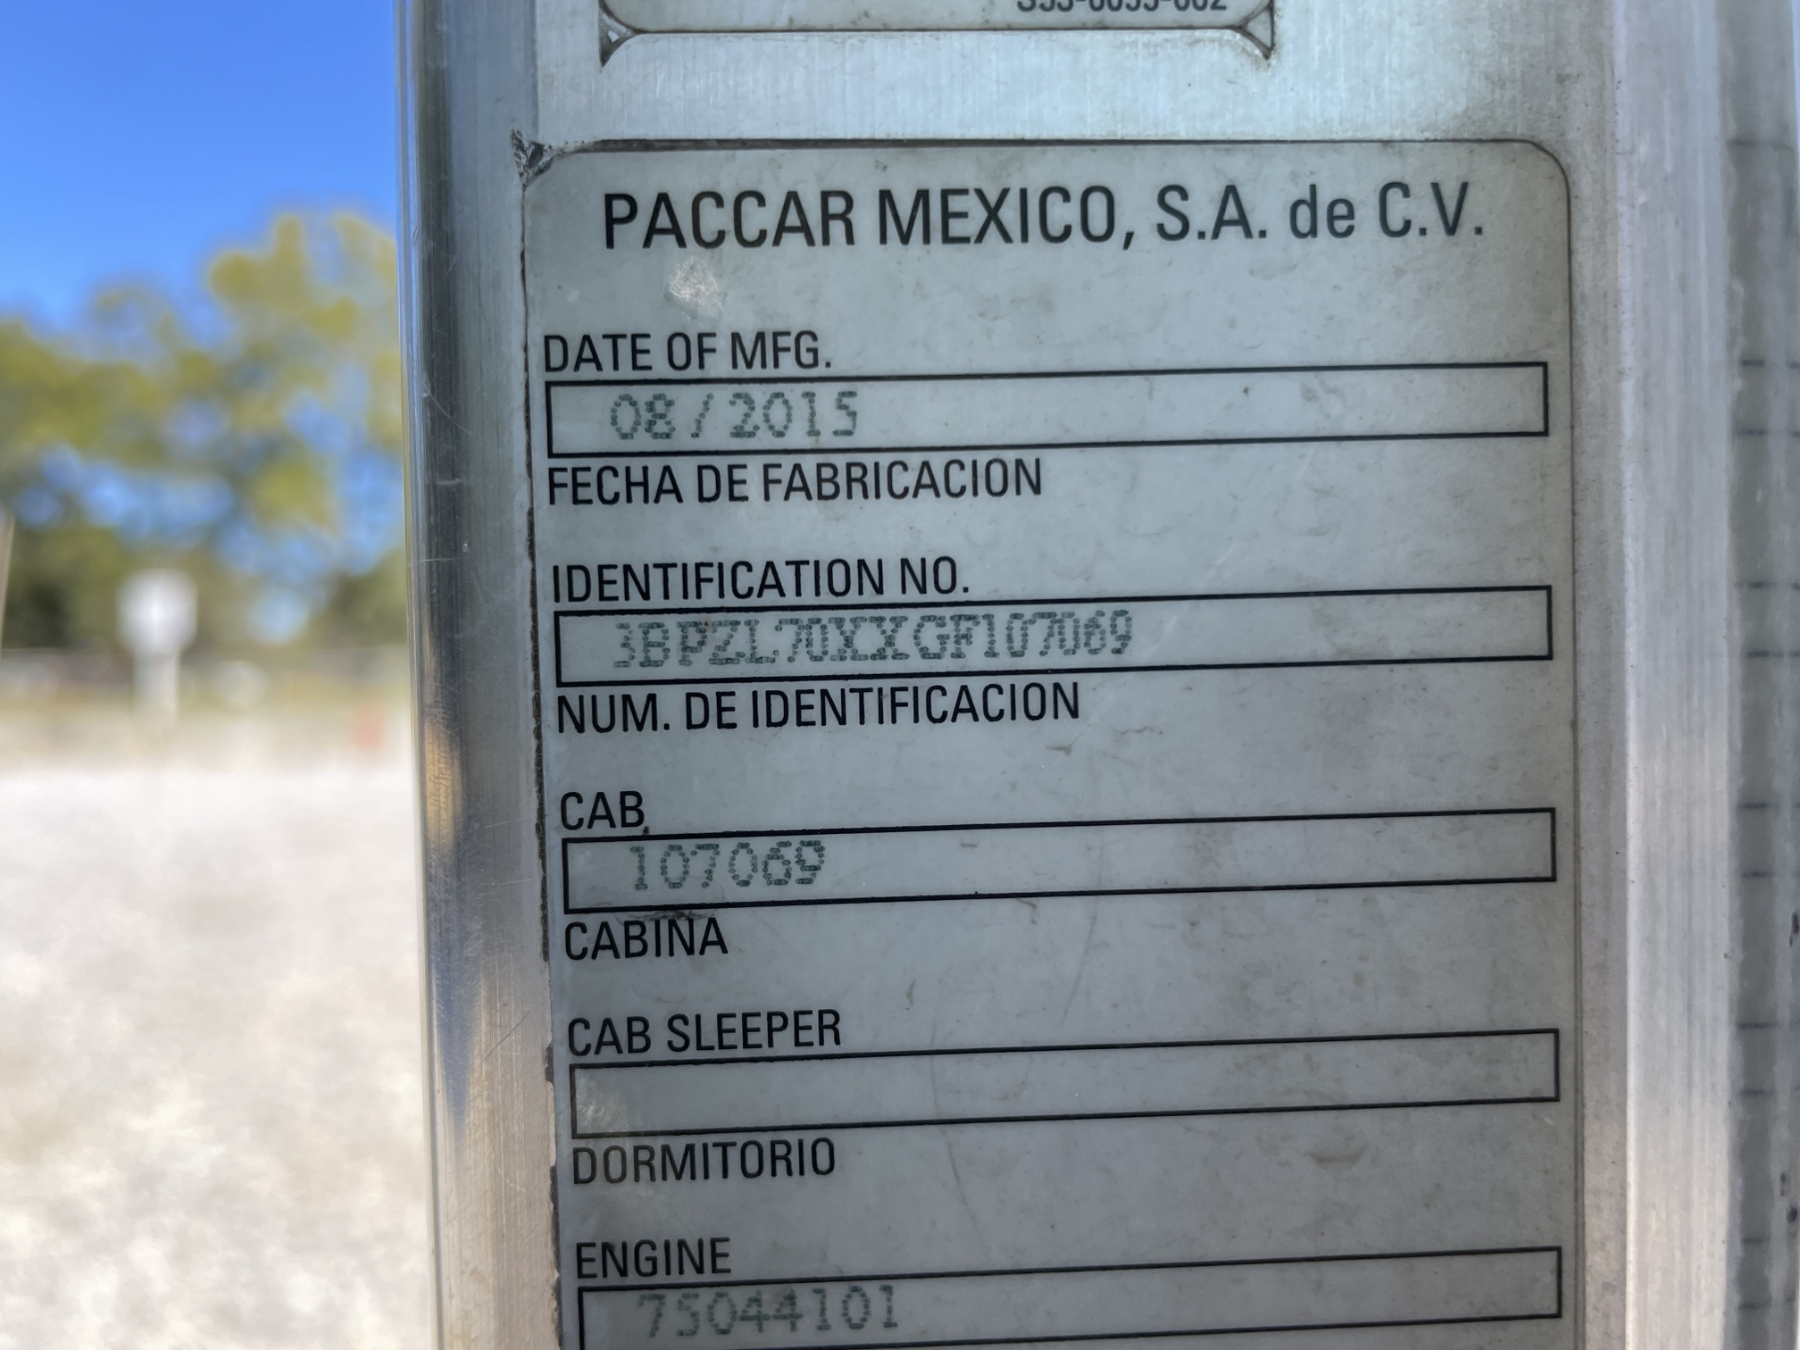 PACCAR MEXICO, S.A. de C.V.
DATE OF MFG.
08/2015
FECHA DE FABRICACION
IDENTIFICATION NO.
3BPZL70XXGF107069
NUM. DE IDENTIFICACION
CAB
107069
CABINA
CAB SLEEPER
DORMITORIO
ENGINE
75044101